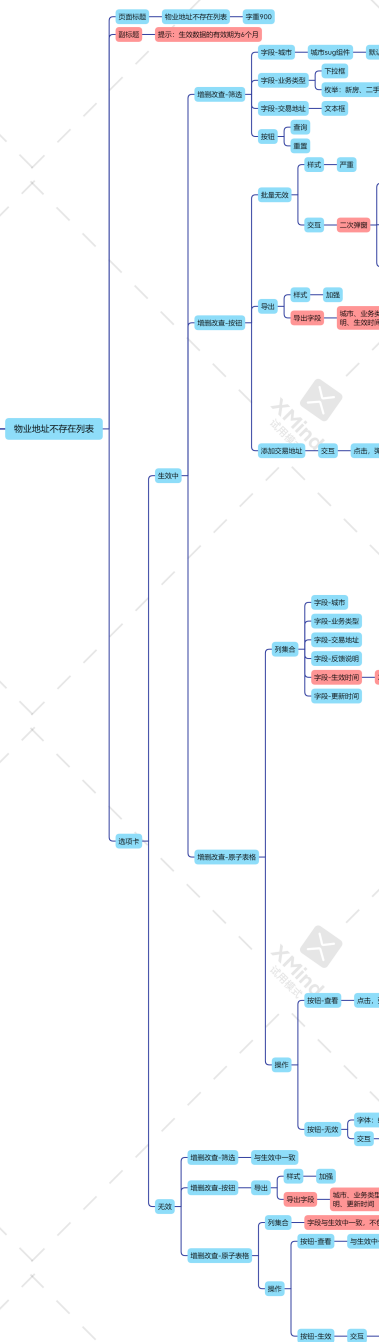 页面标题
物业地址不存在列表
字重900
副标题
提示：生效数据的有效期为6个月
字段-城市
城市sug组件
默认
增删改查-筛选
字段-业务类型
下拉框
枚举：新房、二手
字段-交易地址
文本框
按钮
查询
重置
样式
严重
批量无效
交互
二次弹窗
导出
样式
加强
导出字段
城市、业务类
明、生效时间
增删改查-按钮
XMind
试用模式
物业地址不存在列表
添加交易地址
交互
点击，
生效中
字段-城市
字段-业务类型
字段-交易地址
列集合
字段-反馈说明
字段-生效时间
字段-更新时间
选项卡
增删改查-原子表格
XMind
试用模式
按钮-查看
点击，
操作
字体：
按钮-无效
交互
增删改查-筛选
与生效中一致
样式
加强
增删改查-按钮
导出
导出字段
城市、业务类型
明、更新时间
无效
列集合
字段与生效中一致，不
按钮-查看
与生效中
增删改查-原子表格
操作
按钮-生效
交互